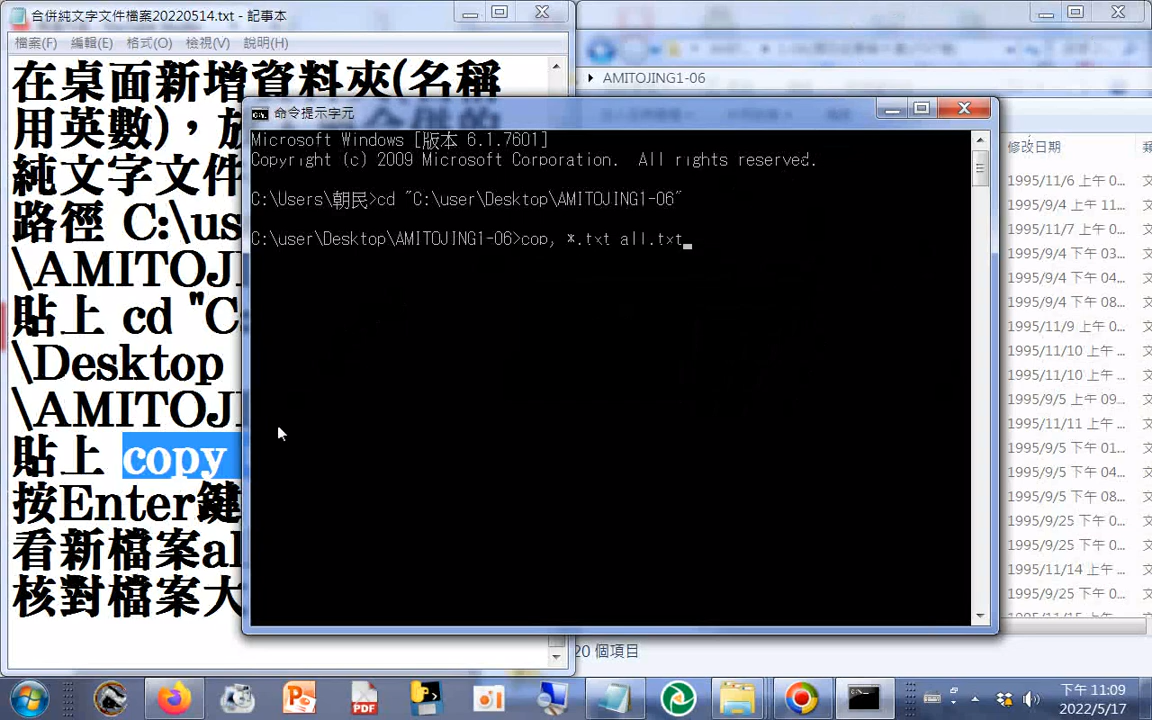 合併純文字文件檔案20220514.txt - 記事本
檔案(F) 編輯(E) 格式(O) 檢視(V) 說明(H)
在桌面新增資料夾(名稱
用英數)，放
純文字文件
路徑 C:\us
\AMITOJI
貼上 cd "C:
\Desktop
\AMITOJI
貼上 copy
按Enter鍵
看新檔案al
核對檔案大
AMITOJING1-06
命令提示字元
Microsoft Windows [版本 6.1.7601]
Copyright (c) 2009 Microsoft Corporation. All rights reserved.
C:\Users\朝民>cd "C:\user\Desktop\AMITOJING1-06"
C:\user\Desktop\AMITOJING1-06>cop, *.txt all.txt
修改日期
1995/11/6 上午 0...
1995/9/4 上午 11...
1995/11/7 上午 0...
1995/9/4 下午 03...
1995/9/4 下午 04...
1995/9/4 下午 08...
1995/11/9 上午 0...
1995/11/10 上午 ...
1995/11/10 上午 ...
1995/9/5 上午 09...
1995/11/11 上午 ...
1995/9/5 下午 01...
1995/9/5 下午 04...
1995/9/5 下午 08...
1995/9/25 下午 0...
1995/9/25 下午 0...
1995/11/14 上午 ...
1995/9/25 下午 0...
20 個項目
PDF
下午 11:09
2022/5/17